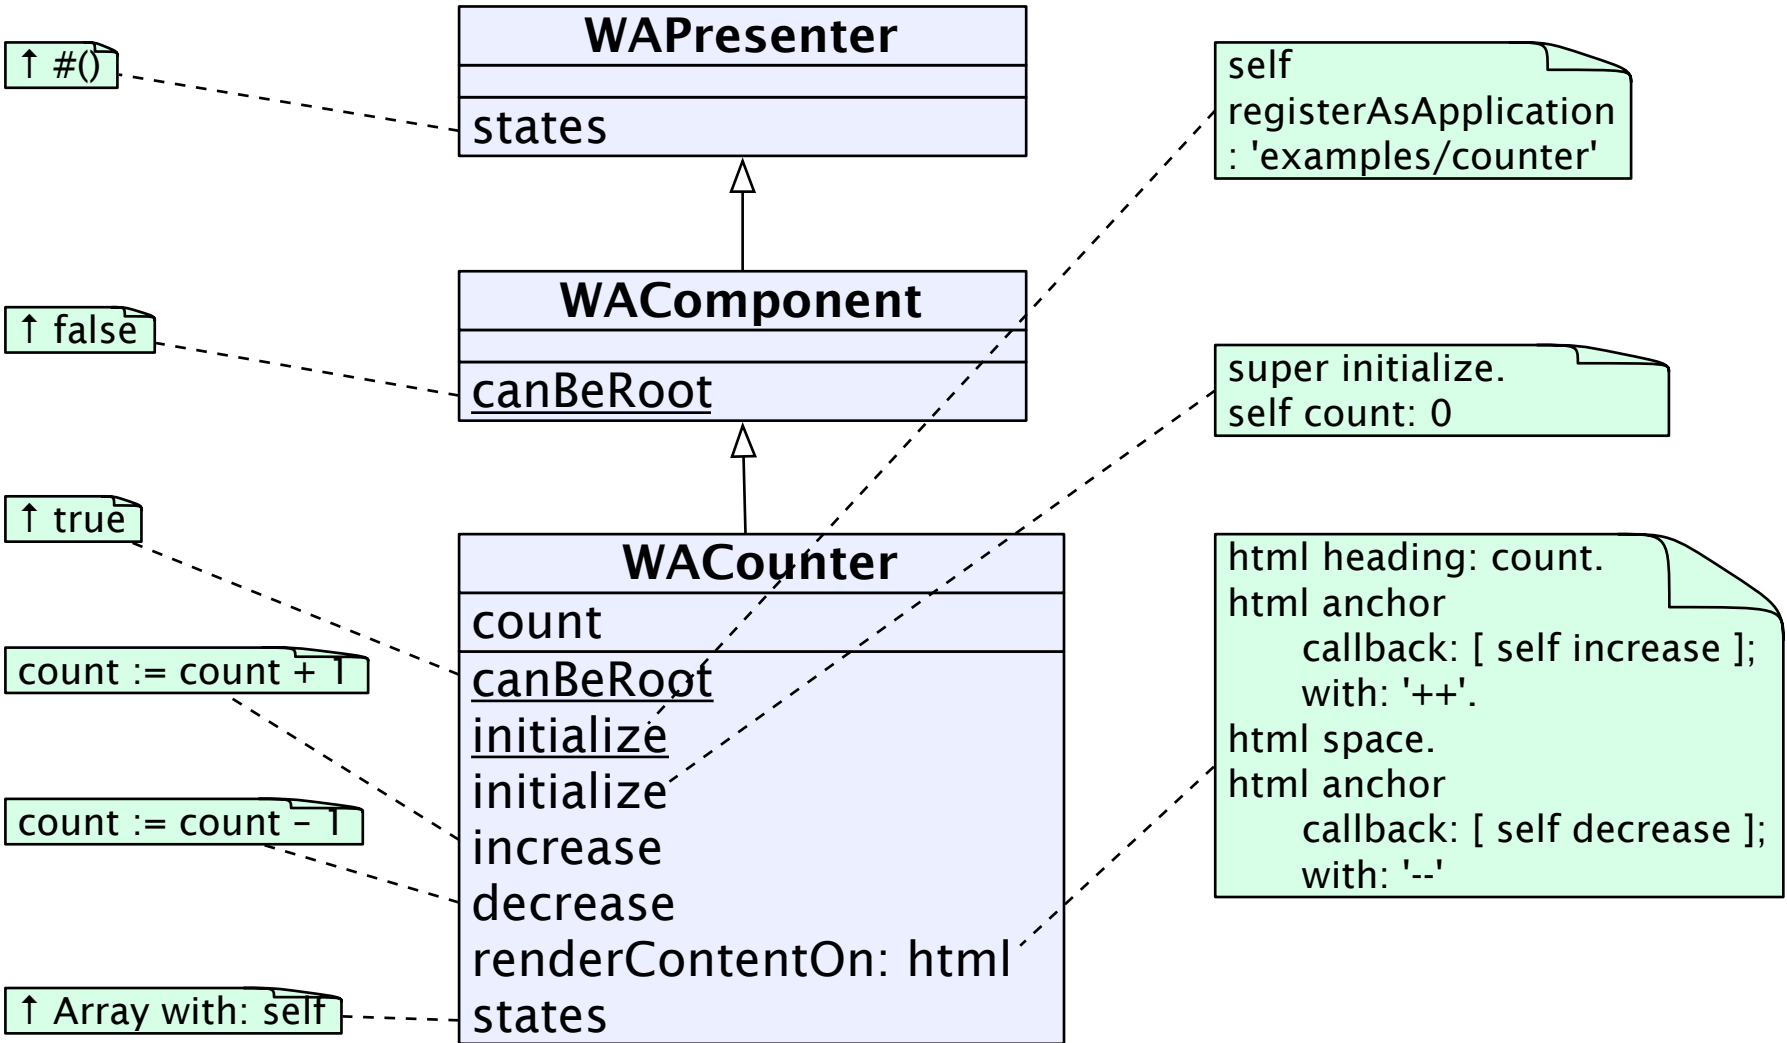 WAPresenter
states
↑ #()
self
registerAsApplication
: 'examples/counter'
WAComponent
canBeRoot
↑ false
super initialize.
self count: 0
↑ true
WACounter
count
canBeRoot
initialize
initialize
increase
decrease
renderContentOn: html
states
count := count + 1
count := count – 1
↑ Array with: self
html heading: count.
html anchor
callback: [ self increase ];
with: '++'.
html space.
html anchor
callback: [ self decrease ];
with: '--'